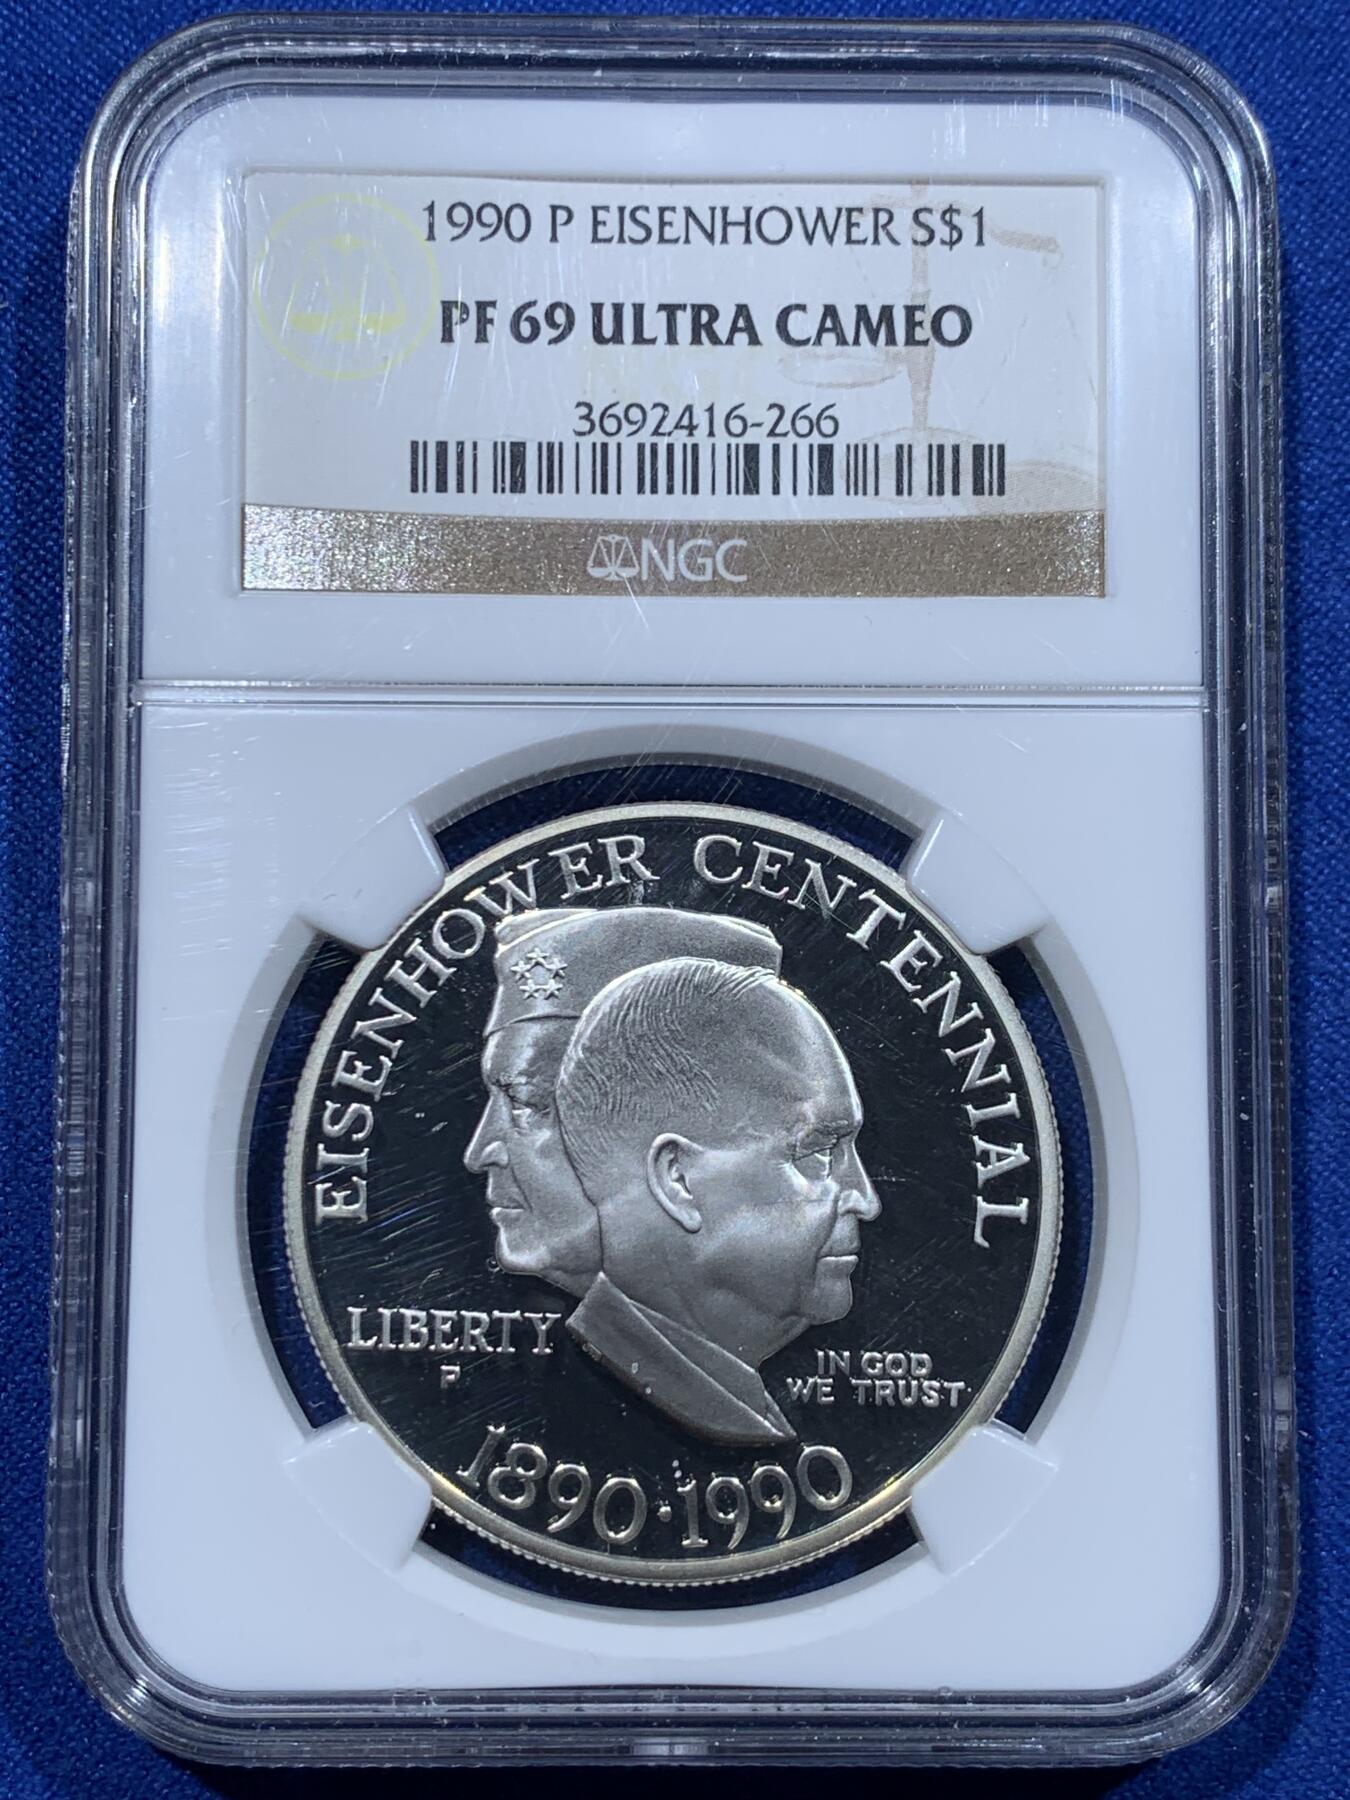 1990 P EISENHOWER S$1
PF 69 ULTRA CAMEO
3692416-266
NGC
EISENHOWER CENTENNIAL
LIBERTY
P
IN GOD
WE TRUST
1890·1990